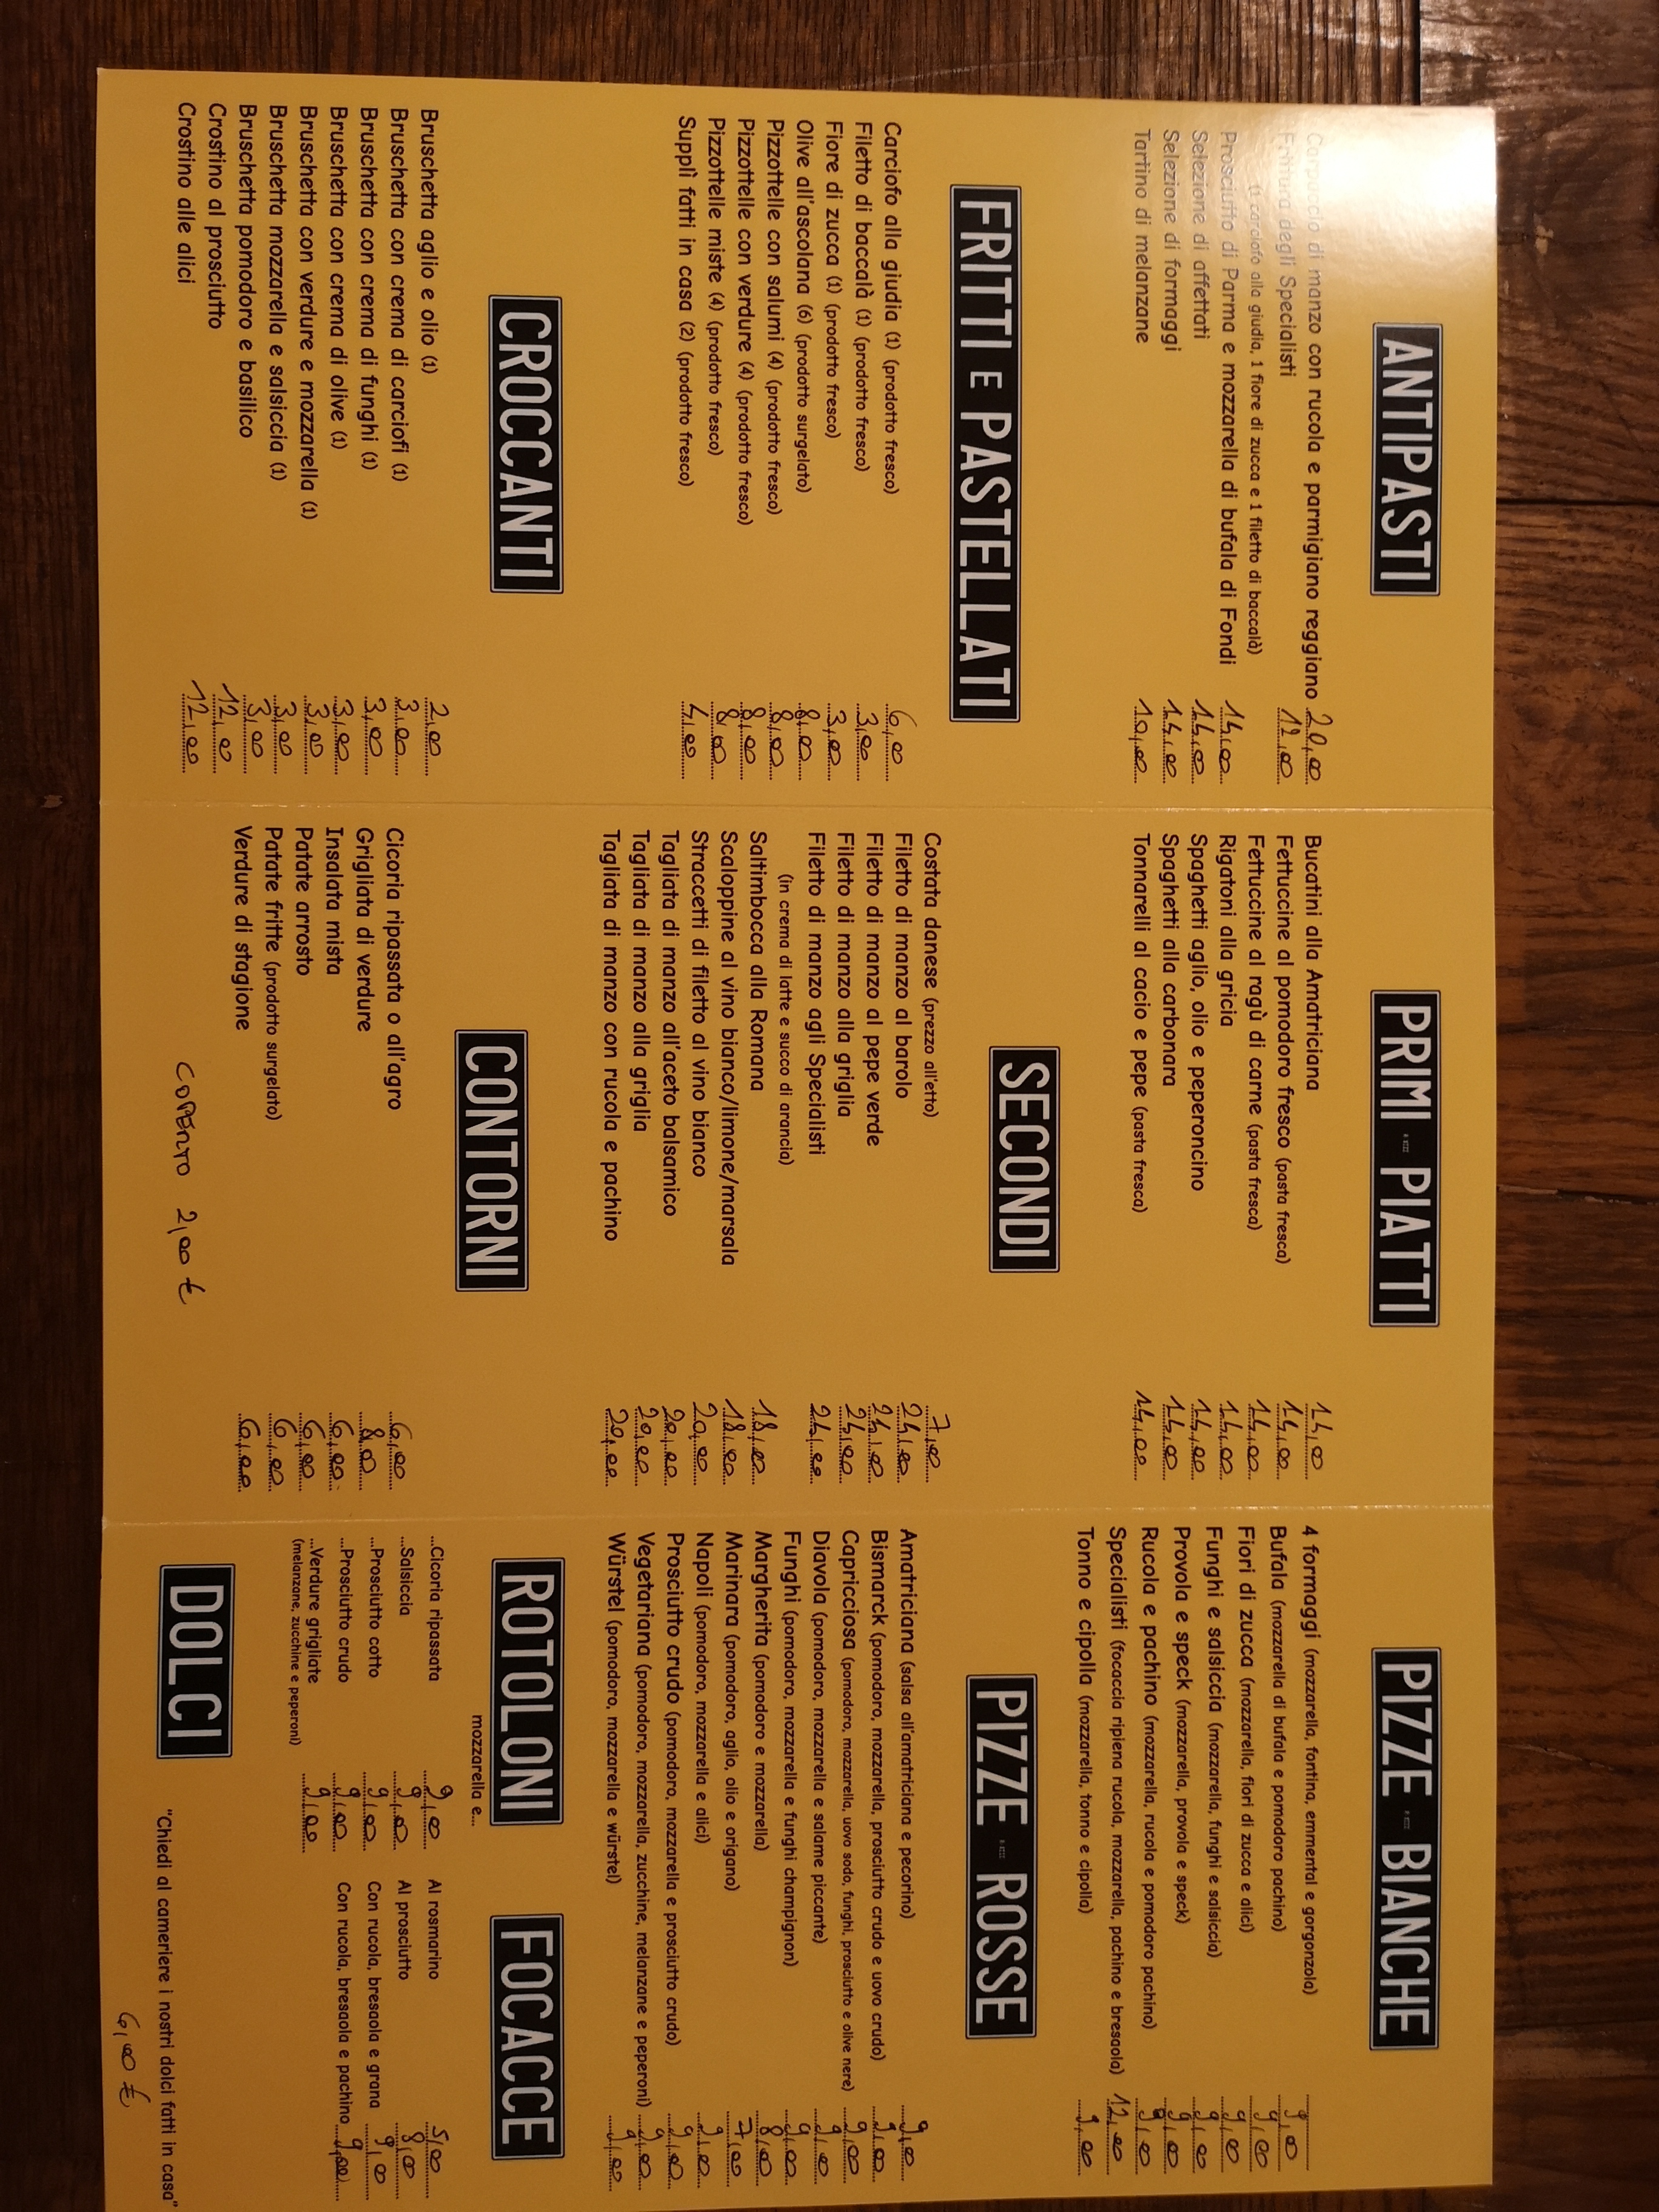 ANTIPASTI
Carpaccio di manzo con rucola e parmigiano reggiano 20,00
Frittura degli Specialisti 12,00
(1 carciofo alla giudia, 1 fiore di zucca e 1 filetto di baccalà)
Prosciutto di Parma e mozzarella di bufala di Fondi 14,00
Selezione di affettati 14,00
Selezione di formaggi 14,00
Tortino di melanzane 10,00
FRITTI E PASTELLATI
Carciofo alla giudia (1) (prodotto fresco) 6,00
Filetto di baccalà (1) (prodotto fresco) 3,00
Fiore di zucca (1) (prodotto fresco) 3,00
Olive all'ascolana (6) (prodotto surgelato) 8,00
Pizzottelle con salumi (4) (prodotto fresco) 8,00
Pizzottelle con verdure (4) (prodotto fresco) 8,00
Pizzottelle miste (4) (prodotto fresco) 8,00
Supplì fatti in casa (2) (prodotto fresco) 4,00
CROCCANTI
Bruschetta aglio e olio (1) 2,00
Bruschetta con crema di carciofi (1) 3,00
Bruschetta con crema di funghi (1) 3,00
Bruschetta con crema di olive (1) 3,00
Bruschetta con verdure e mozzarella (1) 3,00
Bruschetta mozzarella e salsiccia (1) 3,00
Bruschetta pomodoro e basilico 3,00
Crostino al prosciutto 12,00
Crostino alle alici 12,00
PRIMI PIATTI
Bucatini alla Amatriciana 14,00
Fettuccine al pomodoro fresco (pasta fresca) 14,00
Fettuccine al ragù di carne (pasta fresca) 14,00
Rigatoni alla gricia 14,00
Spaghetti aglio, olio e peperoncino 14,00
Spaghetti alla carbonara 14,00
Tonnarelli al cacio e pepe (pasta fresca) 14,00
SECONDI
Costata danese (prezzo all'etto) 7,00
Filetto di manzo al barolo 24,00
Filetto di manzo al pepe verde 24,00
Filetto di manzo alla griglia 24,00
Filetto di manzo agli Specialisti 24,00
(in crema di latte e succo di arancia)
Saltimbocca alla Romana 18,00
Scaloppine al vino bianco/limone/marsala 18,00
Straccetti di filetto al vino bianco 20,00
Tagliata di manzo all'aceto balsamico 20,00
Tagliata di manzo alla griglia 20,00
Tagliata di manzo con rucola e pachino 20,00
CONTORNI
Cicoria ripassata o all'agro 6,00
Grigliata di verdure 8,00
Insalata mista 6,00
Patate arrosto 6,00
Patate fritte (prodotto surgelato) 6,00
Verdure di stagione 6,00
COPERTO 2,00 €
PIZZE BIANCHE
4 formaggi (mozzarella, fontina, emmental e gorgonzola) 9,00
Bufala (mozzarella di bufala e pomodoro pachino) 9,00
Fiori di zucca (mozzarella, fiori di zucca e alici) 9,00
Funghi e salsiccia (mozzarella, funghi e salsiccia) 9,00
Provola e speck (mozzarella, provola e speck) 9,00
Rucola e pachino (mozzarella, rucola e pomodoro pachino) 9,00
Specialisti (focaccia ripiena rucola, mozzarella, pachino e bresaola) 12,00
Tonno e cipolla (mozzarella, tonno e cipolla) 9,00
PIZZE ROSSE
Amatriciana (salsa all'amatriciana e pecorino) 9,00
Bismarck (pomodoro, mozzarella, prosciutto crudo e uovo crudo) 9,00
Capricciosa (pomodoro, mozzarella, uovo sodo, funghi, prosciutto e olive nere) 9,00
Diavola (pomodoro, mozzarella e salame piccante) 9,00
Funghi (pomodoro, mozzarella e funghi champignon) 9,00
Margherita (pomodoro e mozzarella) 8,00
Marinara (pomodoro, aglio, olio e origano) 7,00
Napoli (pomodoro, mozzarella e alici) 9,00
Prosciutto crudo (pomodoro, mozzarella e prosciutto crudo) 9,00
Vegetariana (pomodoro, mozzarella, zucchine, melanzane e peperoni) 9,00
Würstel (pomodoro, mozzarella e würstel) 9,00
ROTOLONI
mozzarella e...
...Cicoria ripassata 9,00
...Salsiccia 9,00
...Prosciutto cotto 9,00
...Prosciutto crudo 9,00
...Verdure grigliate 9,00
(melanzane, zucchine e peperoni)
FOCACCE
Al rosmarino 5,00
Al prosciutto 8,00
Con rucola, bresaola e grana 9,00
Con rucola, bresaola e pachino 9,00
DOLCI
"Chiedi al cameriere i nostri dolci fatti in casa"
6,00 €